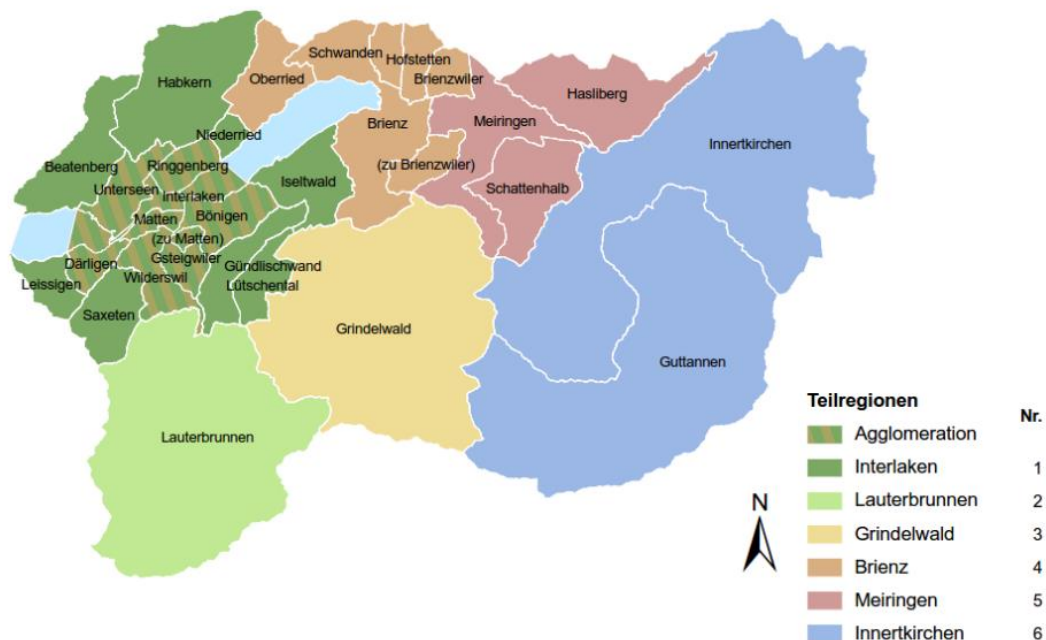 Schwanden
Hofstetten
Habkern
Oberried
Brienzwiler
Hasliberg
Niederried
Brienz
Meiringen
Innertkirchen
Beatenberg
Ringgenberg
(zu Brienzwiler)
Unterseen
Iseltwald
Schattenhalb
Interlaken
Matten
Bönigen
(zu Matten)
Därligen
Gsteigwiler
Gündlischwand
Leissigen
Wilderswil
Lütschental
Saxeten
Grindelwald
Guttannen
Lauterbrunnen
Teilregionen
Nr.
Agglomeration
Interlaken 1
Lauterbrunnen 2
Grindelwald 3
Brienz 4
Meiringen 5
Innertkirchen 6
N